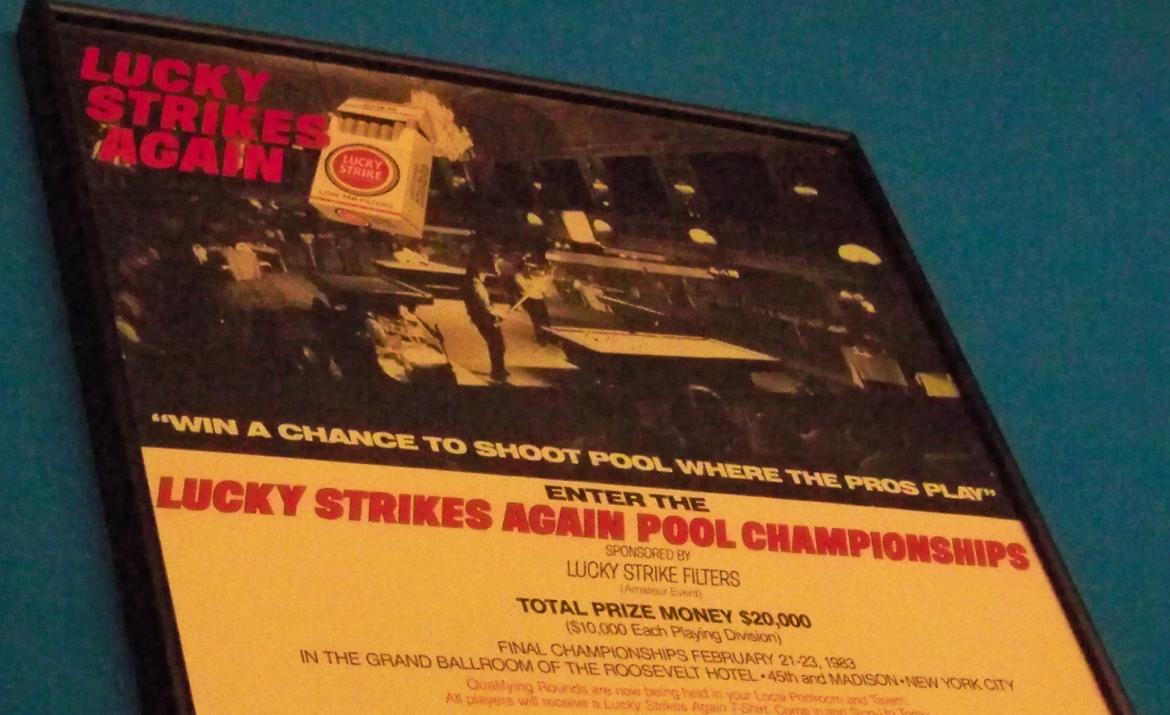 LUCKY
STRIKES
AGAIN
LUCKY
STRIKE
LOW TAR FILTERS
“WIN A CHANCE TO SHOOT POOL WHERE THE PROS PLAY”
ENTER THE
LUCKY STRIKES AGAIN POOL CHAMPIONSHIPS
SPONSORED BY
LUCKY STRIKE FILTERS
(Amateur Event)
TOTAL PRIZE MONEY $20,000
($10,000 Each Playing Division)
FINAL CHAMPIONSHIPS FEBRUARY 21-23, 1983
IN THE GRAND BALLROOM OF THE ROOSEVELT HOTEL • 45th and MADISON • NEW YORK CITY
Qualifying Rounds are now being held in your Local Poolroom and Tavern.
All players will receive a Lucky Strikes Again T-Shirt. Come in and Sign-Up Today